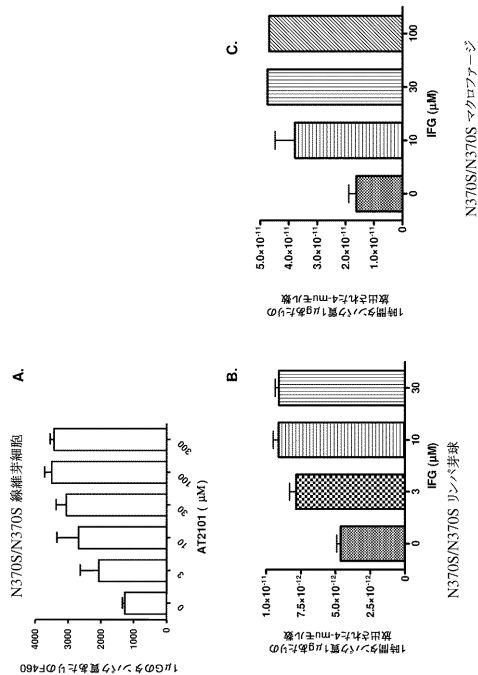 A.
N370S/N370S 線維芽細胞
1μGのタンパク質あたりのF460
4000
3000
2000
1000
0
0
3
10
30
100
300
AT2101 ( μM)
B.
1時間タンパク質1μgあたりの
放出された4-muモル数
1.0×10-11
7.5×10-12
5.0×10-12
2.5×10-12
0
0
3
10
30
IFG (μM)
N370S/N370S リンパ芽球
C.
1時間タンパク質1μgあたりの
放出された4-muモル数
5.0×10-11
4.0×10-11
3.0×10-11
2.0×10-11
1.0×10-11
0
0
10
30
100
IFG (μM)
N370S/N370S マクロファージ